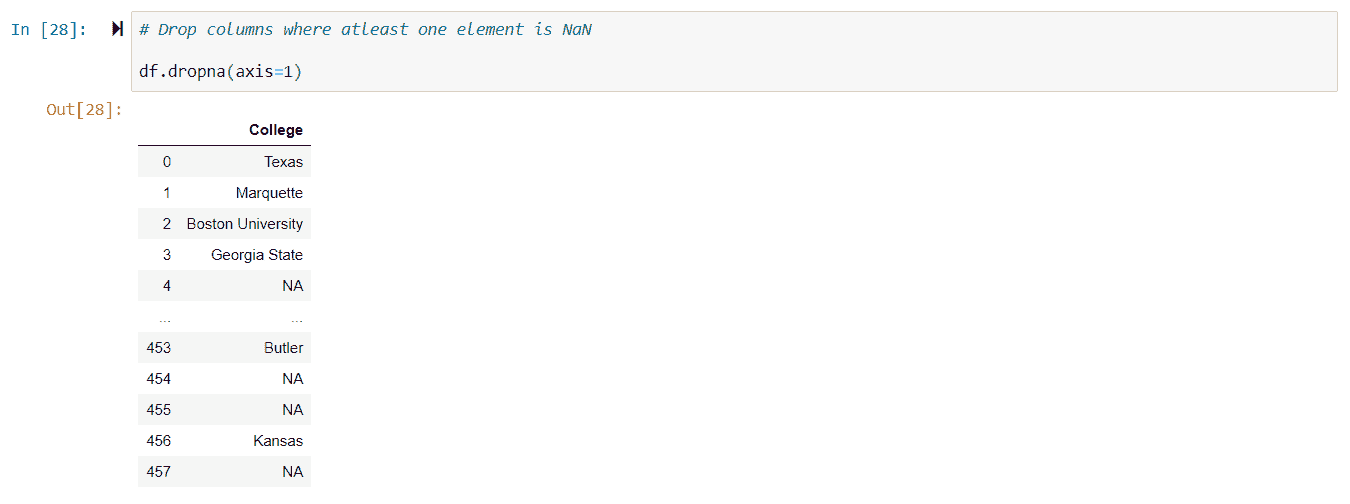 In [28]:
# Drop columns where atleast one element is NaN
df.dropna(axis=1)
Out[28]:
College
0 Texas
1 Marquette
2 Boston University
3 Georgia State
4 NA
... ...
453 Butler
454 NA
455 NA
456 Kansas
457 NA